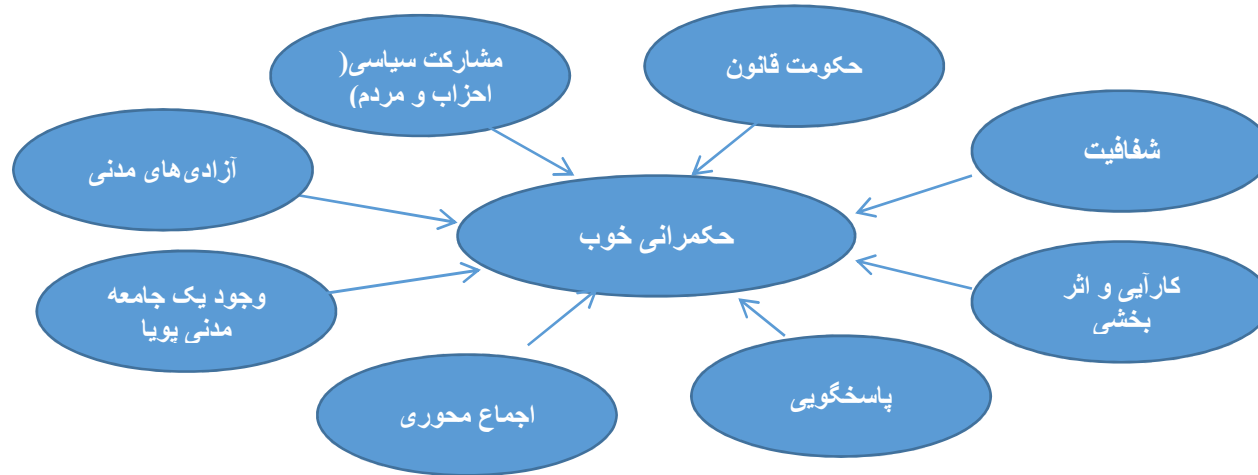 حکومت قانون
مشارکت سیاسی(
احزاب و مردم)
شفافیت
آزادی‌های مدنی
حکمرانی خوب
کارآیی و اثر
بخشی
وجود یک جامعه
مدنی پویا
پاسخگویی
اجماع محوری